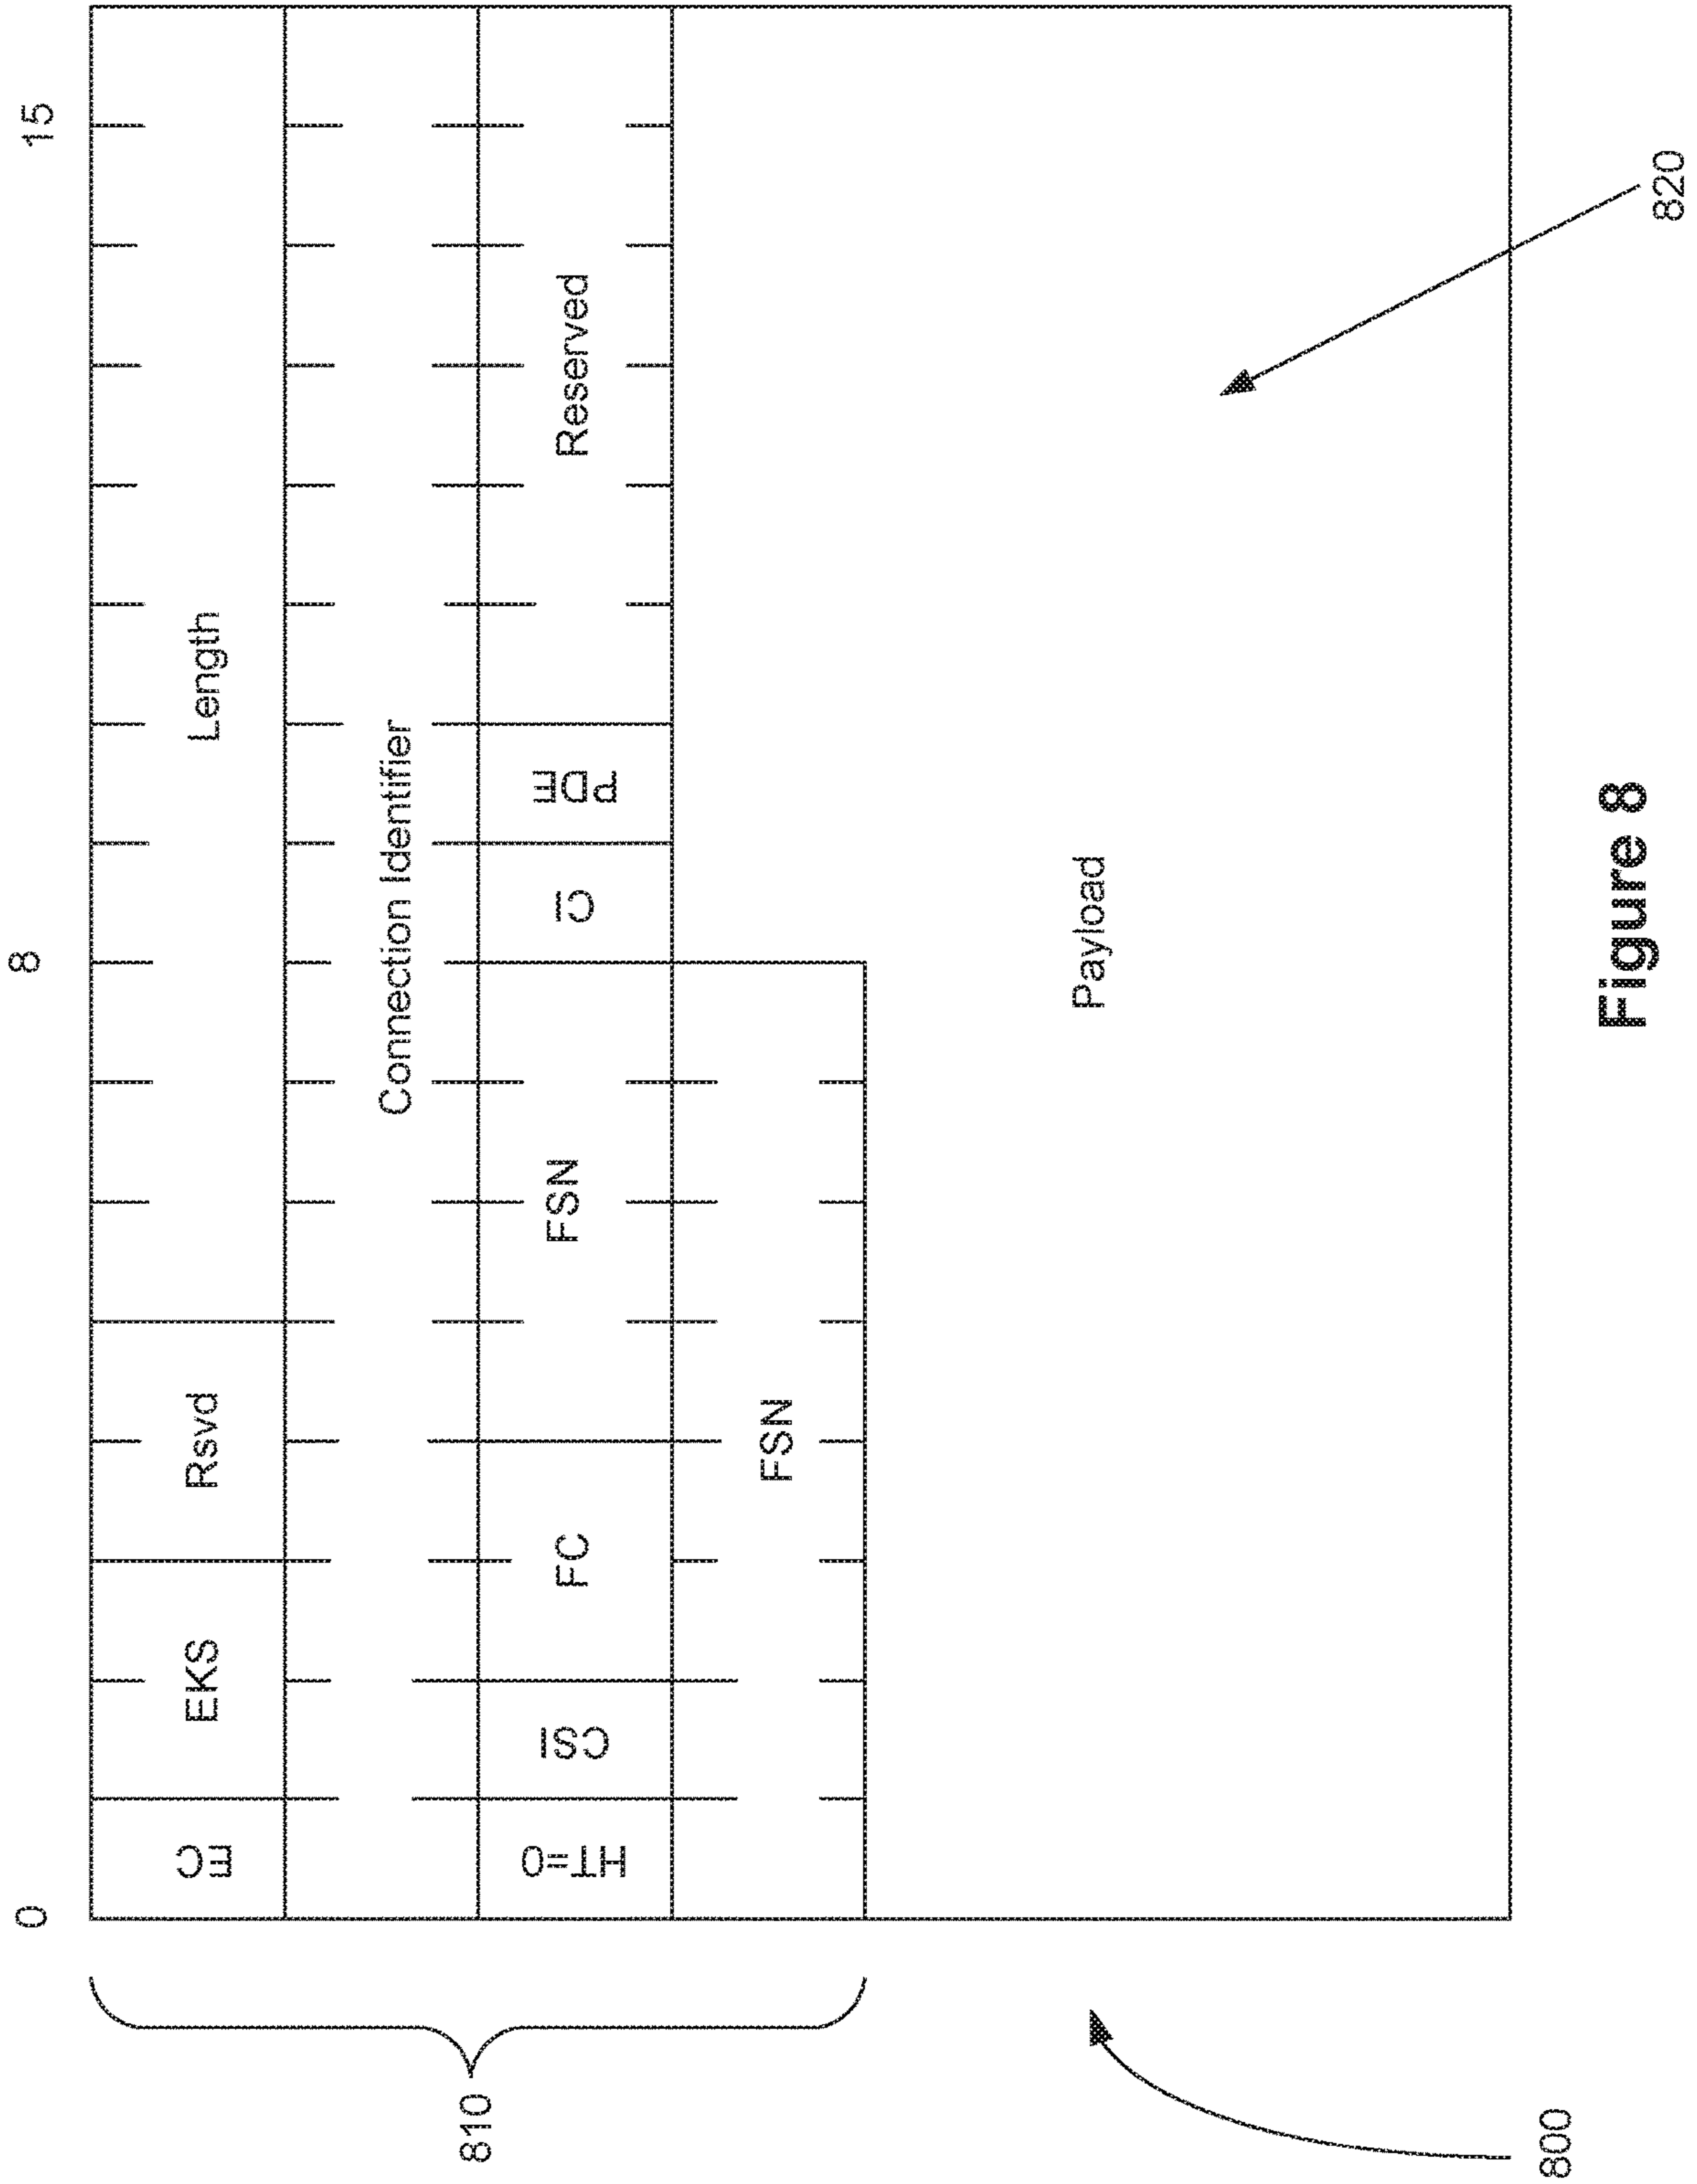 0 8 15
EC EKS Rsvd Length
Connection Identifier
HT=0 CSI FC FSN CI PDE Reserved
FSN
Payload
810
800
820
Figure 8